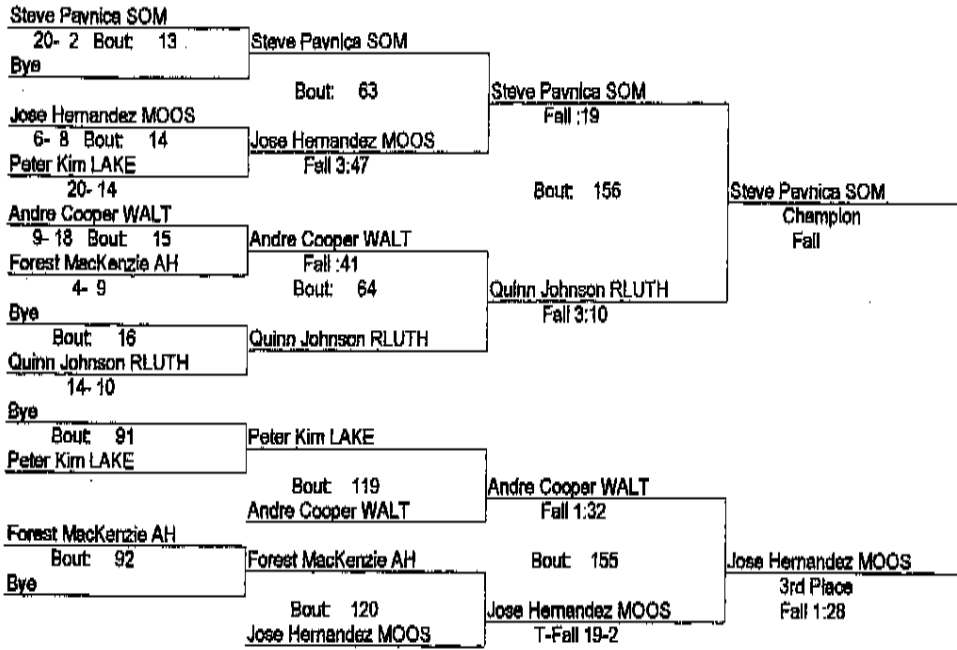 Steve Pavnica SOM
20- 2 Bout: 13
Bye
Steve Pavnica SOM
Bout: 63
Jose Hernandez MOOS
6- 8 Bout: 14
Peter Kim LAKE
20- 14
Jose Hernandez MOOS
Fall 3:47
Steve Pavnica SOM
Fall :19
Bout: 156
Andre Cooper WALT
9- 18 Bout: 15
Forest MacKenzie AH
4- 9
Andre Cooper WALT
Fall :41
Bout: 64
Bye
Bout: 16
Quinn Johnson RLUTH
14- 10
Quinn Johnson RLUTH
Quinn Johnson RLUTH
Fall 3:10
Steve Pavnica SOM
Champion
Fall
Bye
Bout: 91
Peter Kim LAKE
Peter Kim LAKE
Bout: 119
Andre Cooper WALT
Andre Cooper WALT
Fall 1:32
Forest MacKenzie AH
Bout: 92
Bye
Forest MacKenzie AH
Bout: 120
Jose Hernandez MOOS
Bout: 155
Jose Hernandez MOOS
T-Fall 19-2
Jose Hernandez MOOS
3rd Place
Fall 1:28